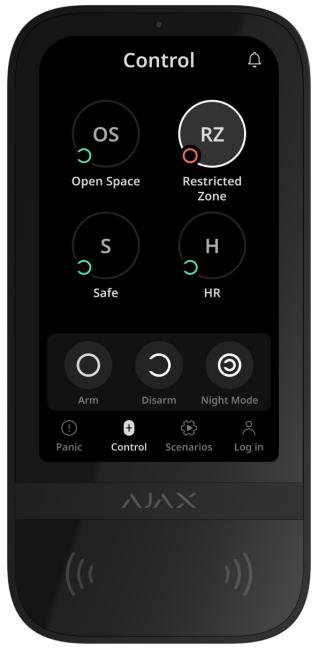 Control
OS
RZ
Open Space
Restricted
Zone
S
H
Safe
HR
Arm
Disarm
Night Mode
Panic
Control
Scenarios
Log in
AJAX